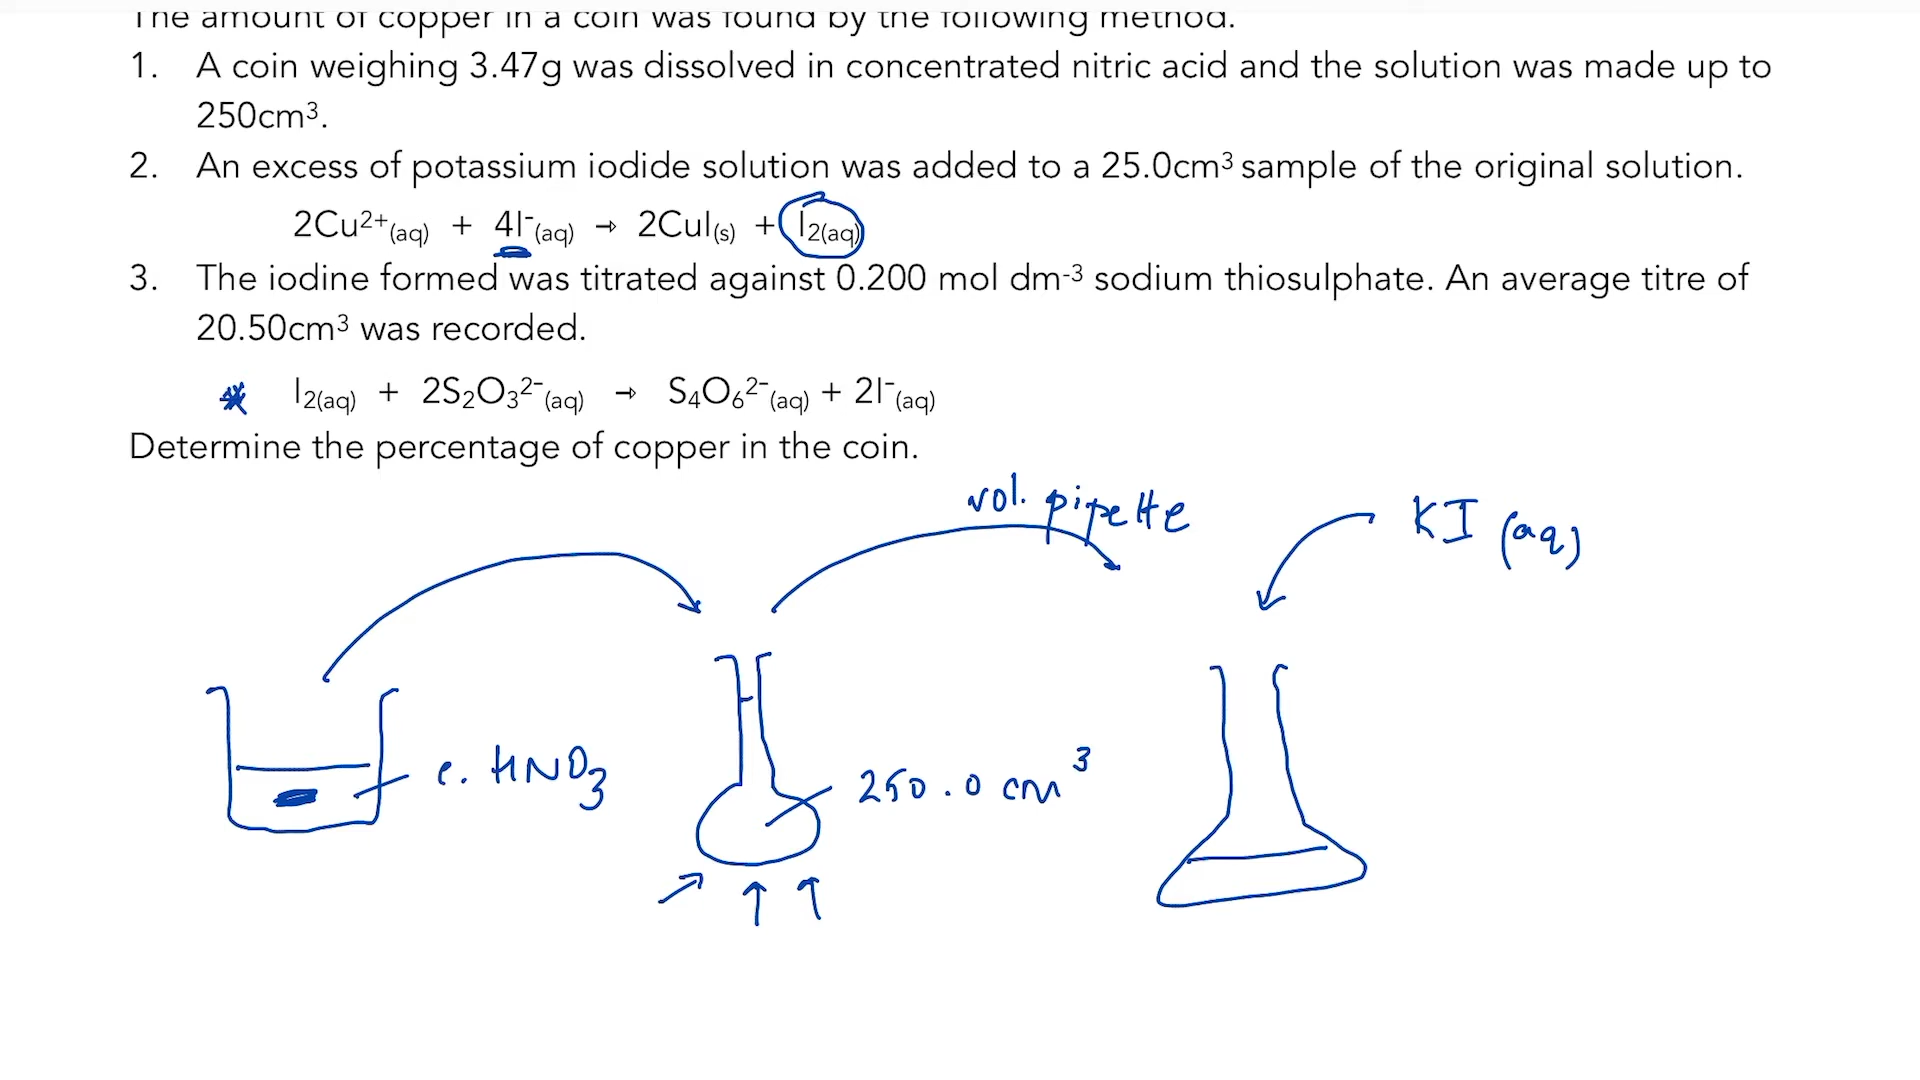 The amount of copper in a coin was found by the following method.
1. A coin weighing 3.47g was dissolved in concentrated nitric acid and the solution was made up to
250cm³.
2. An excess of potassium iodide solution was added to a 25.0cm³ sample of the original solution.
2Cu²⁺(aq) + 4I⁻(aq) → 2CuI(s) + I₂(aq)
3. The iodine formed was titrated against 0.200 mol dm⁻³ sodium thiosulphate. An average titre of
20.50cm³ was recorded.
* I₂(aq) + 2S₂O₃²⁻(aq) → S₄O₆²⁻(aq) + 2I⁻(aq)
Determine the percentage of copper in the coin.
vol. pipette
KI (aq)
c. HNO₃
250.0 cm³